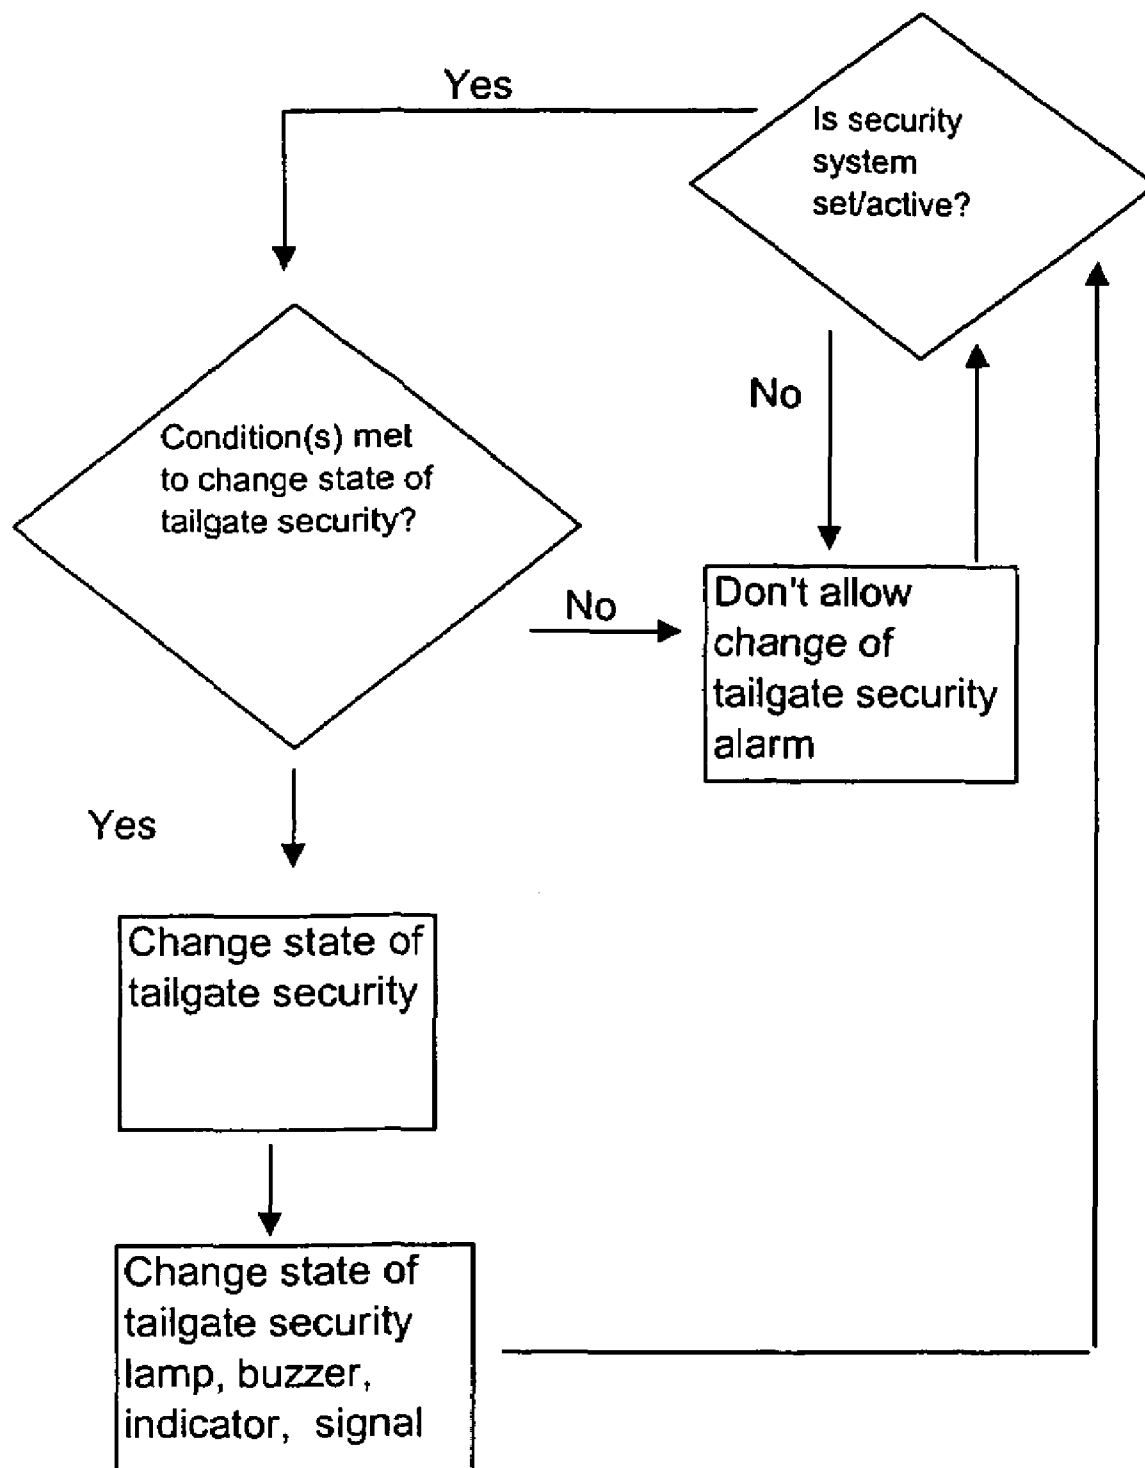 Yes
Is security
system
set/active?
No
Condition(s) met
to change state of
tailgate security?
No
Don't allow
change of
tailgate security
alarm
Yes
Change state of
tailgate security
Change state of
tailgate security
lamp, buzzer,
indicator, signal